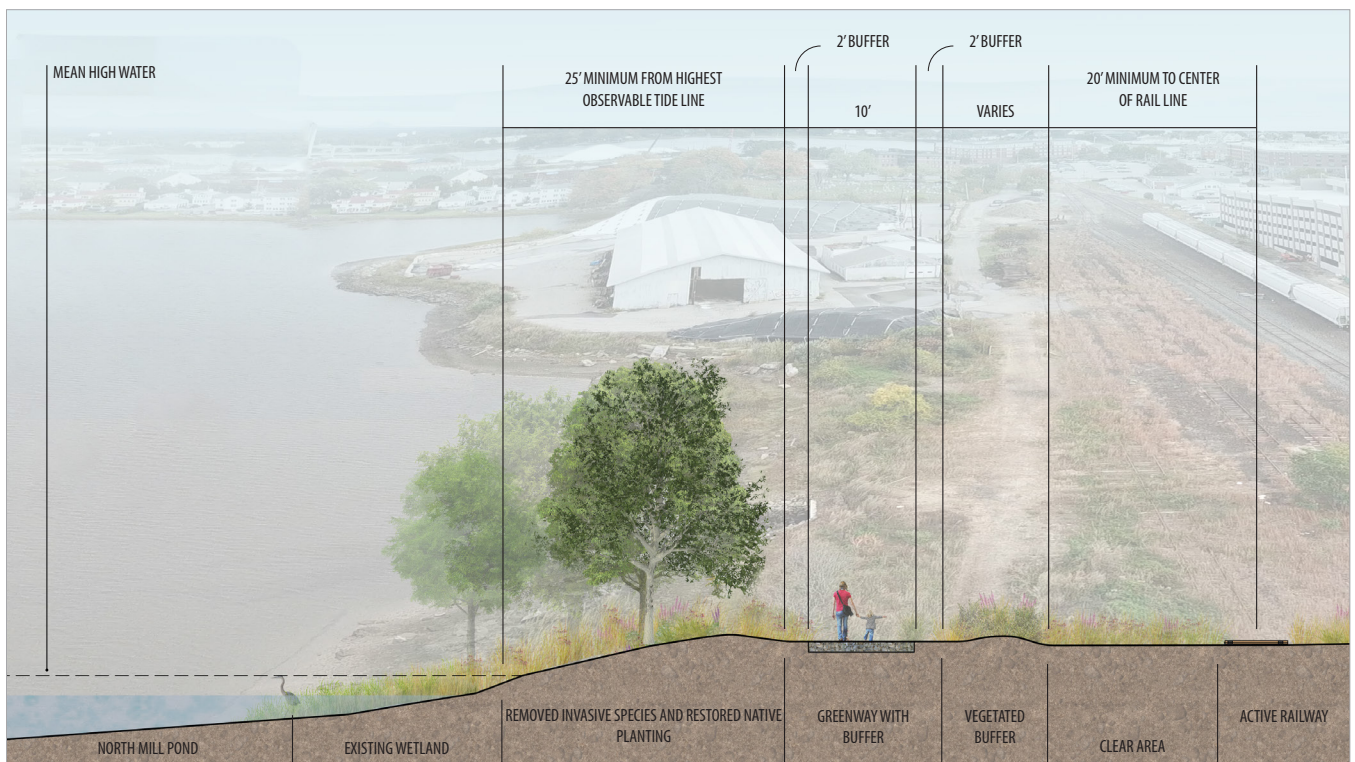 2’ BUFFER
2’ BUFFER
MEAN HIGH WATER
25’ MINIMUM FROM HIGHEST
OBSERVABLE TIDE LINE
20’ MINIMUM TO CENTER
OF RAIL LINE
10’
VARIES
REMOVED INVASIVE SPECIES AND RESTORED NATIVE
PLANTING
GREENWAY WITH
BUFFER
VEGETATED
BUFFER
ACTIVE RAILWAY
NORTH MILL POND
EXISTING WETLAND
CLEAR AREA